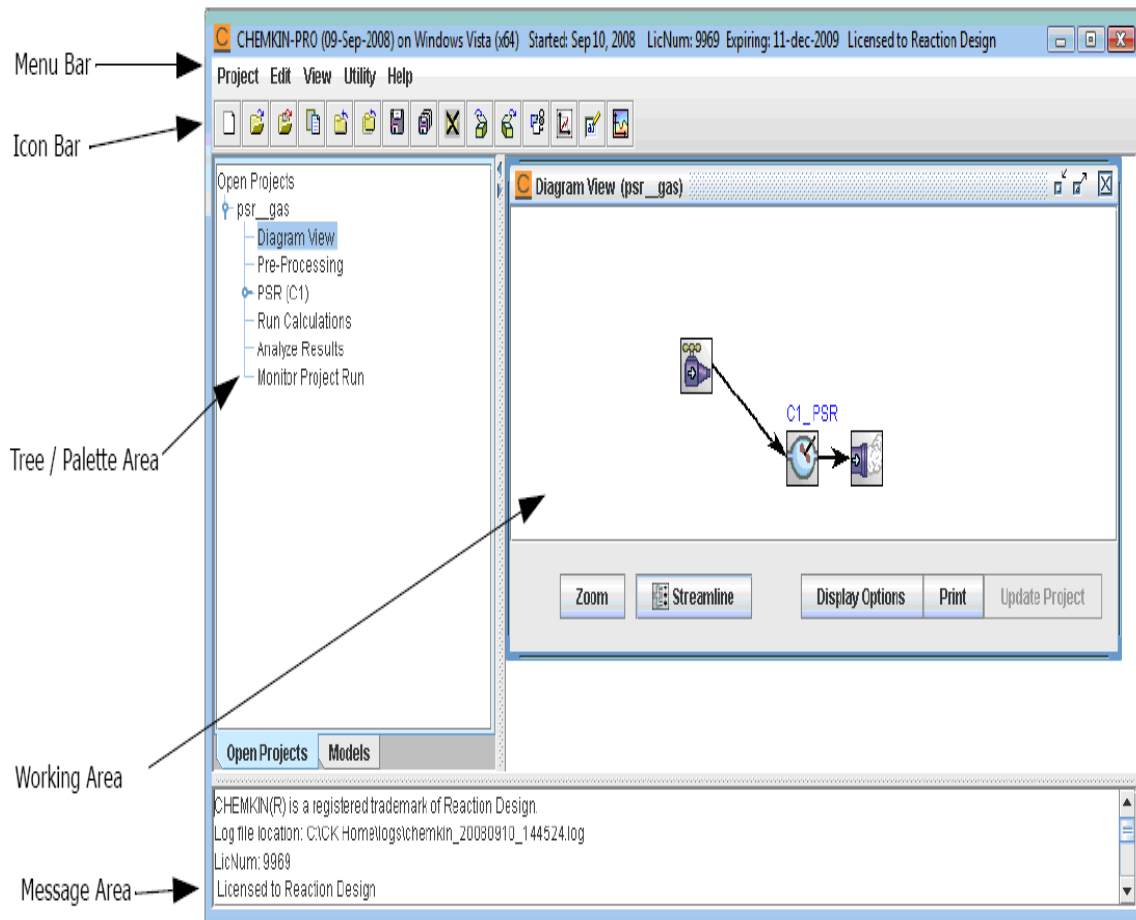 CHEMKIN-PRO (09-Sep-2008) on Windows Vista (x64) Started: Sep 10, 2008 LicNum: 9969 Expiring: 11-dec-2009 Licensed to Reaction Design
Menu Bar
Project Edit View Utility Help
Icon Bar
Open Projects
psr__gas
Diagram View
Pre-Processing
PSR (C1)
Run Calculations
Analyze Results
Monitor Project Run
Tree / Palette Area
Diagram View (psr__gas)
C1_PSR
Zoom Streamline Display Options Print Update Project
Open Projects Models
Working Area
CHEMKIN(R) is a registered trademark of Reaction Design.
Log file location: C:\CK Home\logs\chemkin_20080910_144524.log
LicNum: 9969
Licensed to Reaction Design
Message Area